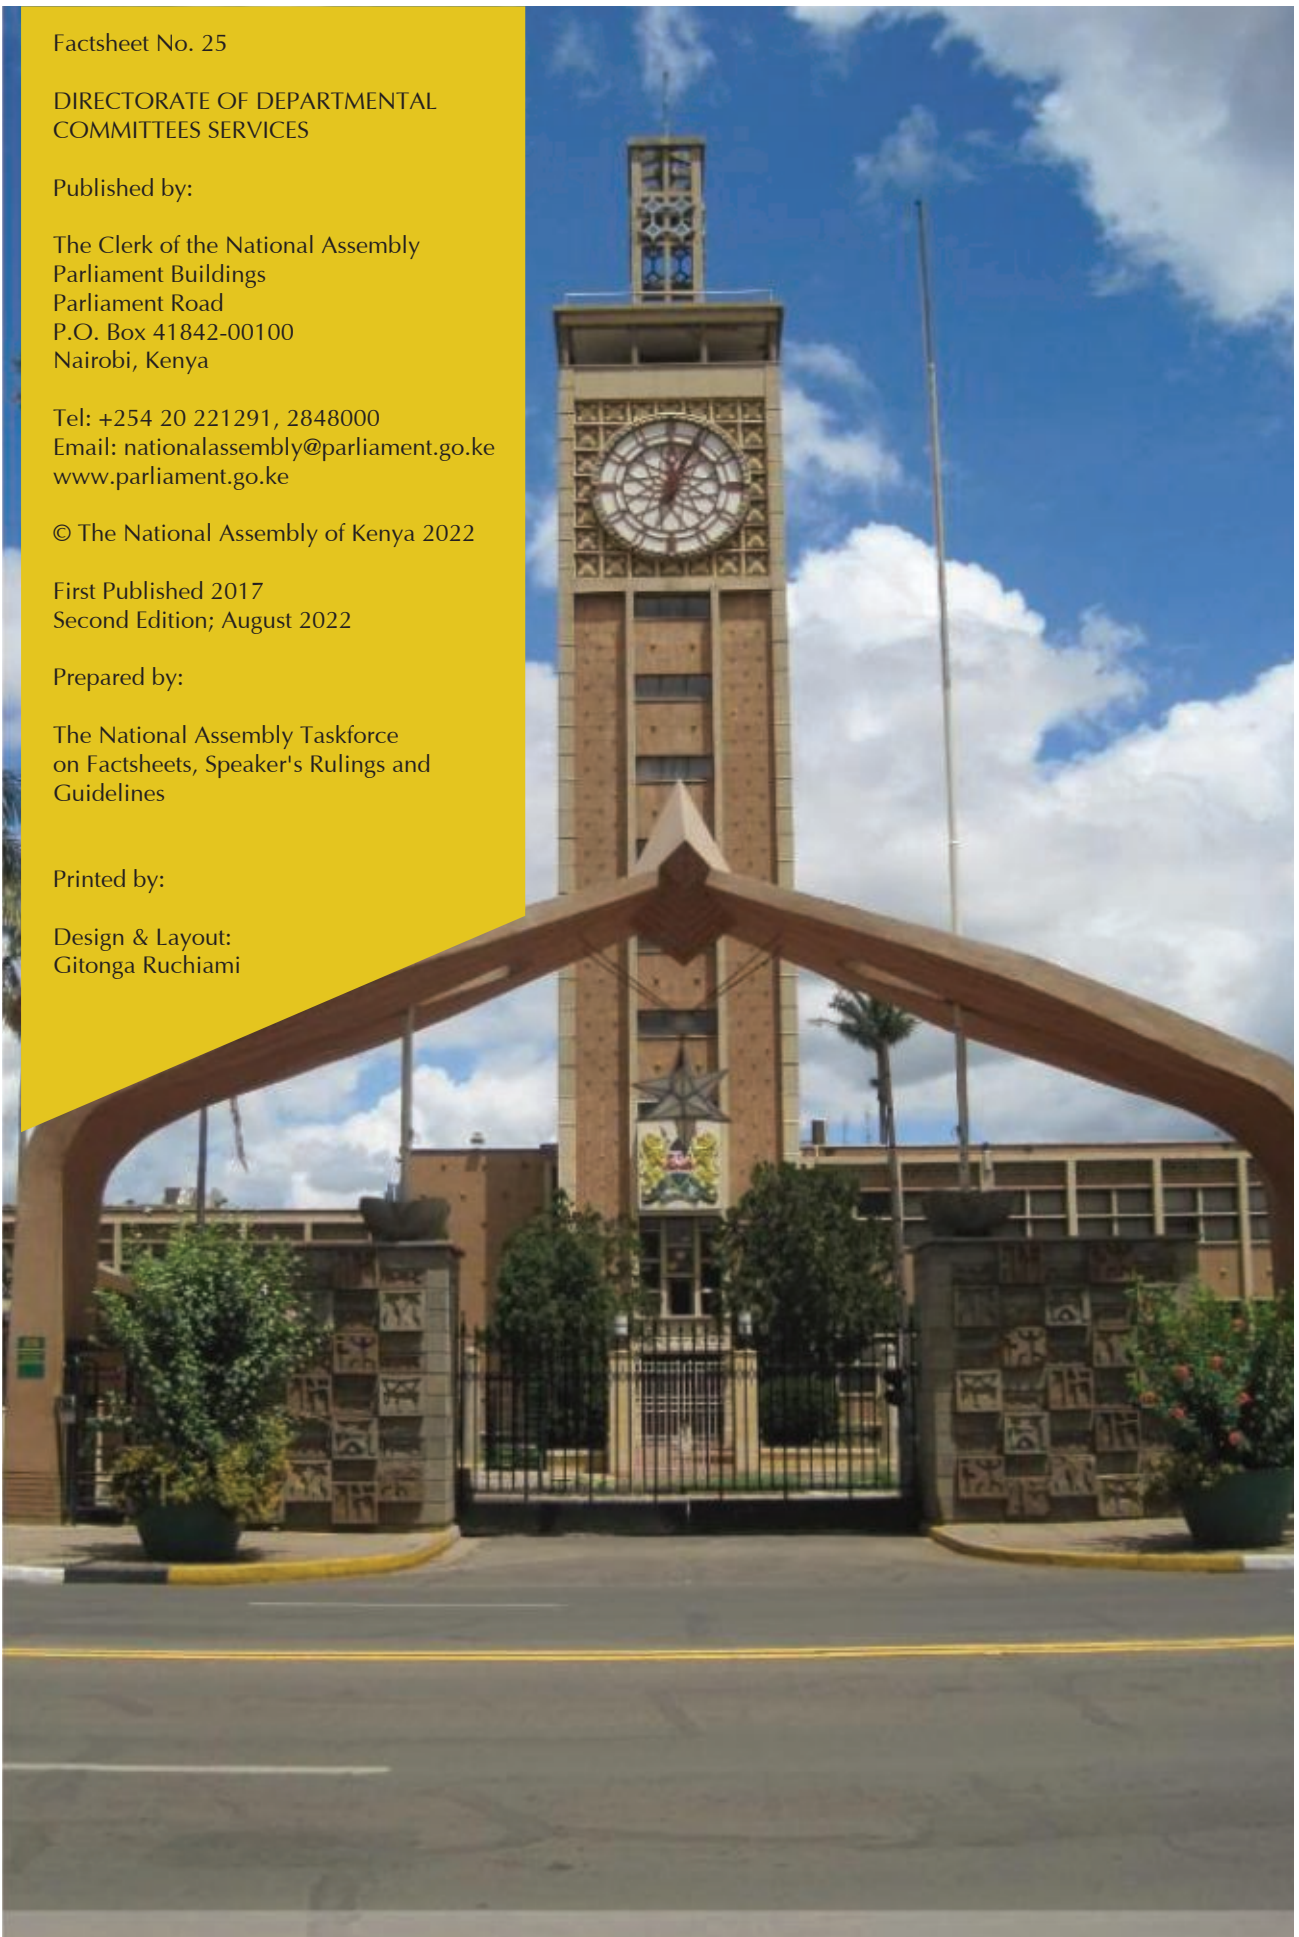 Factsheet No. 25
DIRECTORATE OF DEPARTMENTAL
COMMITTEES SERVICES
Published by:
The Clerk of the National Assembly
Parliament Buildings
Parliament Road
P.O. Box 41842-00100
Nairobi, Kenya
Tel: +254 20 221291, 2848000
Email: nationalassembly@parliament.go.ke
www.parliament.go.ke
© The National Assembly of Kenya 2022
First Published 2017
Second Edition; August 2022
Prepared by:
The National Assembly Taskforce
on Factsheets, Speaker's Rulings and
Guidelines
Printed by:
Design & Layout:
Gitonga Ruchiami